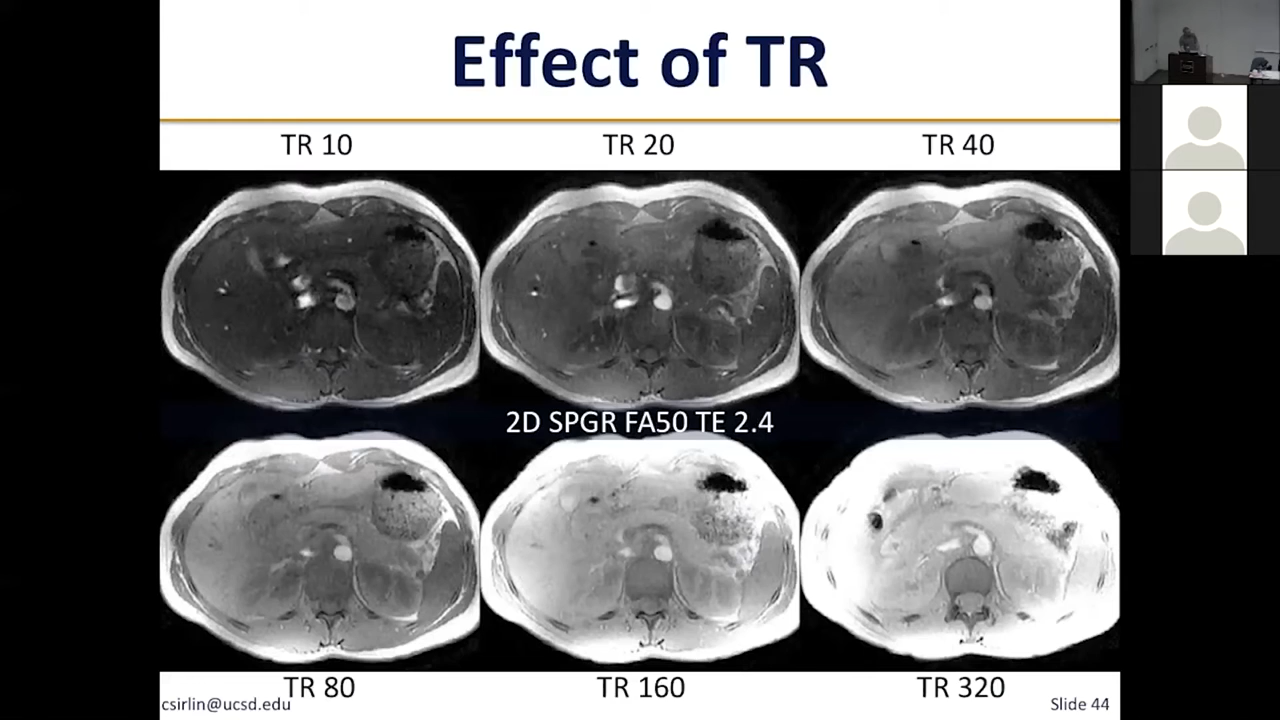 Effect of TR
TR 10
TR 20
TR 40
2D SPGR FA50 TE 2.4
TR 80
TR 160
TR 320
csirlin@ucsd.edu
Slide 44